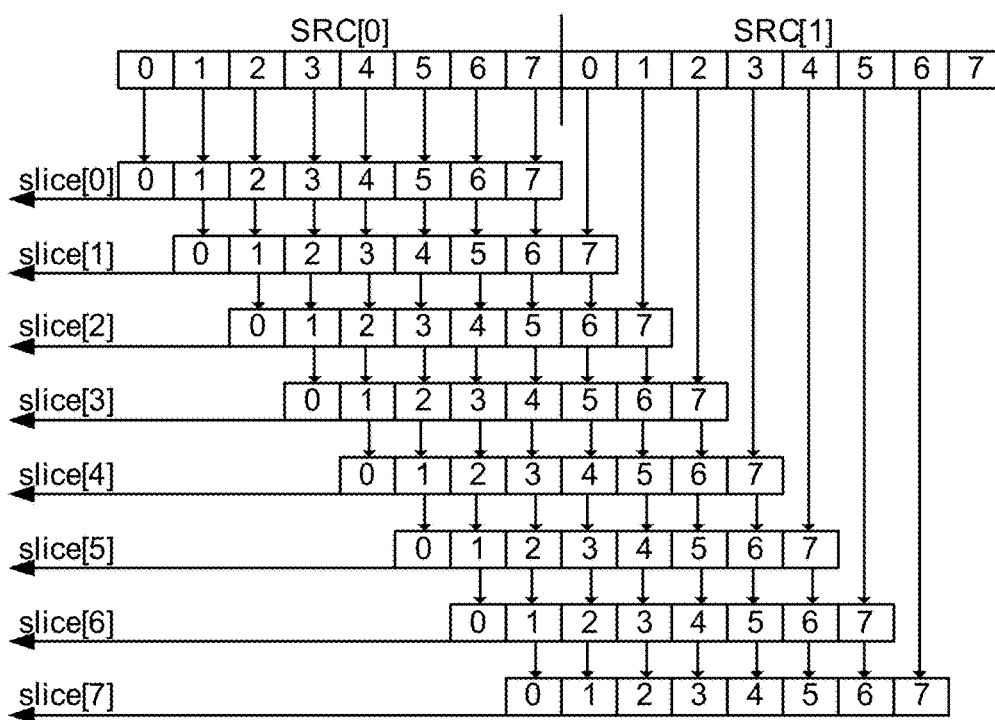 SRC[0] SRC[1]
0 1 2 3 4 5 6 7 0 1 2 3 4 5 6 7
slice[0] 0 1 2 3 4 5 6 7
slice[1] 0 1 2 3 4 5 6 7
slice[2] 0 1 2 3 4 5 6 7
slice[3] 0 1 2 3 4 5 6 7
slice[4] 0 1 2 3 4 5 6 7
slice[5] 0 1 2 3 4 5 6 7
slice[6] 0 1 2 3 4 5 6 7
slice[7] 0 1 2 3 4 5 6 7